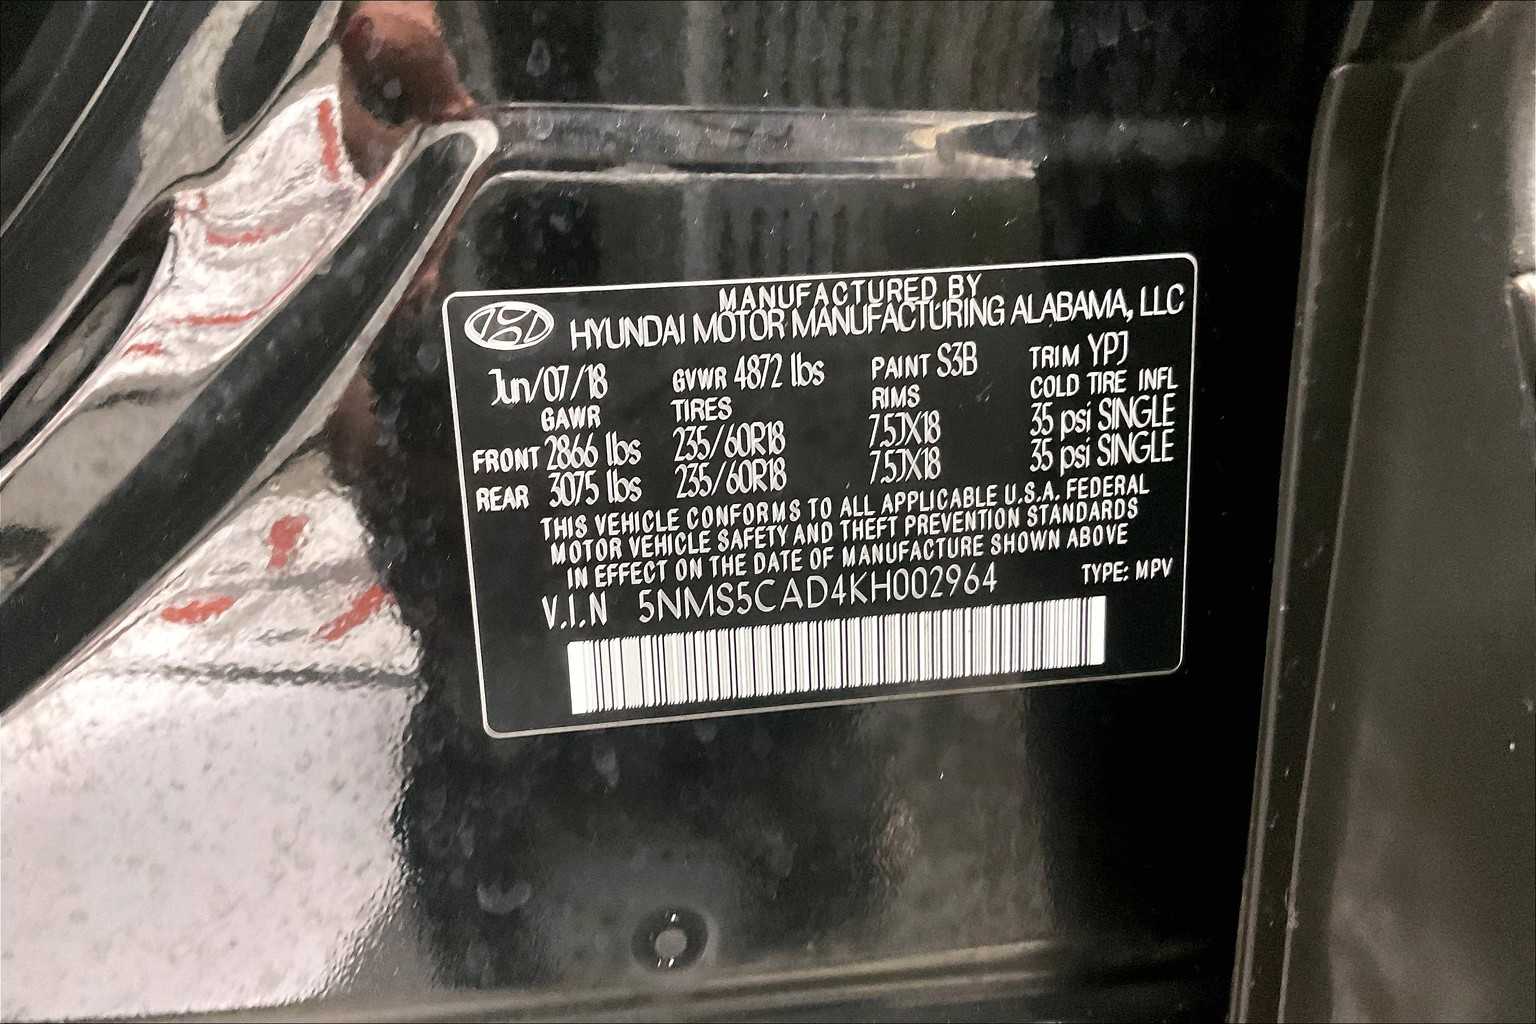 MANUFACTURED BY
HYUNDAI MOTOR MANUFACTURING ALABAMA, LLC
Jun/07/18 GVWR 4872 lbs PAINT S3B TRIM YPJ
GAWR TIRES RIMS COLD TIRE INFL
FRONT 2866 lbs 235/60R18 7.5JX18 35 psi SINGLE
REAR 3075 lbs 235/60R18 7.5JX18 35 psi SINGLE
THIS VEHICLE CONFORMS TO ALL APPLICABLE U.S.A. FEDERAL
MOTOR VEHICLE SAFETY AND THEFT PREVENTION STANDARDS
IN EFFECT ON THE DATE OF MANUFACTURE SHOWN ABOVE
V.I.N 5NMS5CAD4KH002964 TYPE: MPV